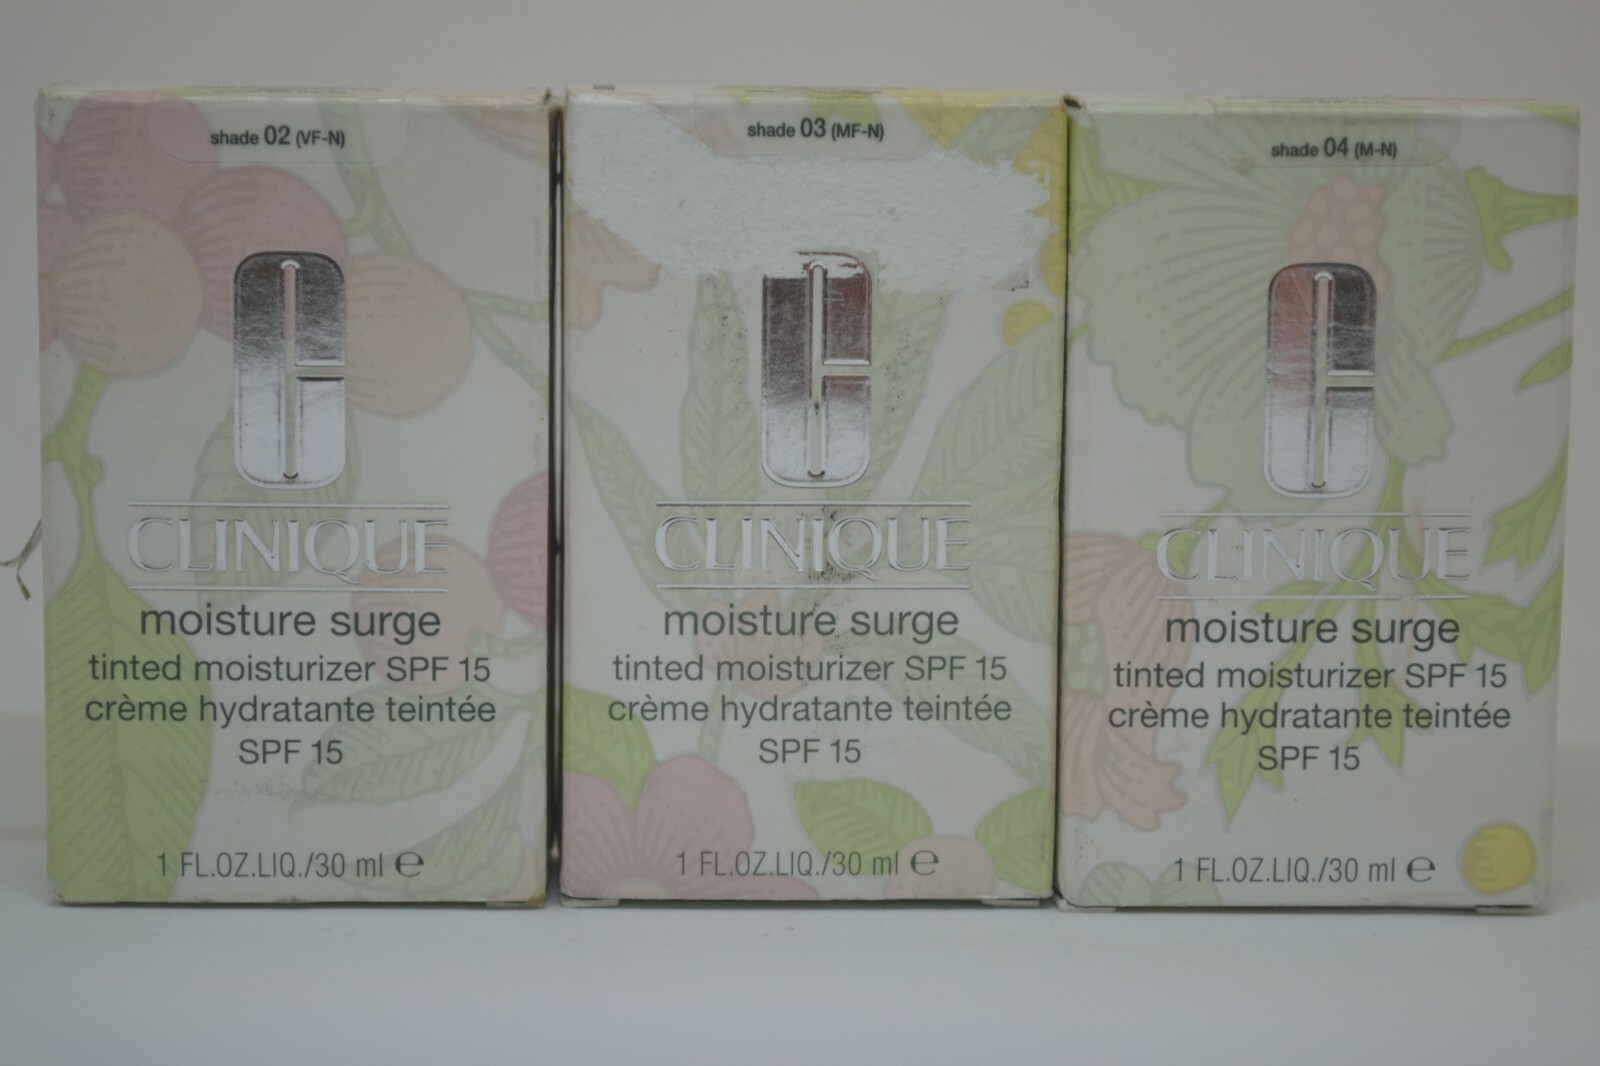 shade 02 (VF-N)
CLINIQUE
moisture surge
tinted moisturizer SPF 15
crème hydratante teintée
SPF 15
1 FL.OZ.LIQ./30 ml ℮
shade 03 (MF-N)
CLINIQUE
moisture surge
tinted moisturizer SPF 15
crème hydratante teintée
SPF 15
1 FL.OZ.LIQ./30 ml ℮
shade 04 (M-N)
CLINIQUE
moisture surge
tinted moisturizer SPF 15
crème hydratante teintée
SPF 15
1 FL.OZ.LIQ./30 ml ℮